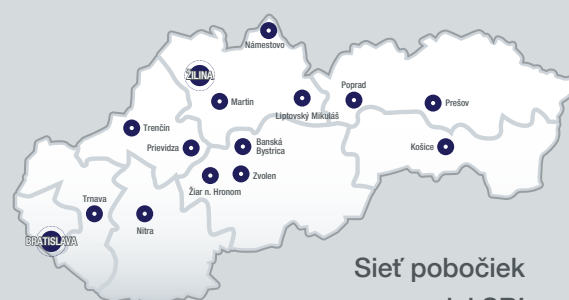 Námestovo
ŽILINA
Martin
Liptovský Mikuláš
Poprad
Prešov
Trenčín
Prievidza
Banská
Bystrica
Košice
Žiar n. Hronom
Zvolen
Trnava
Nitra
BRATISLAVA
Sieť pobočiek